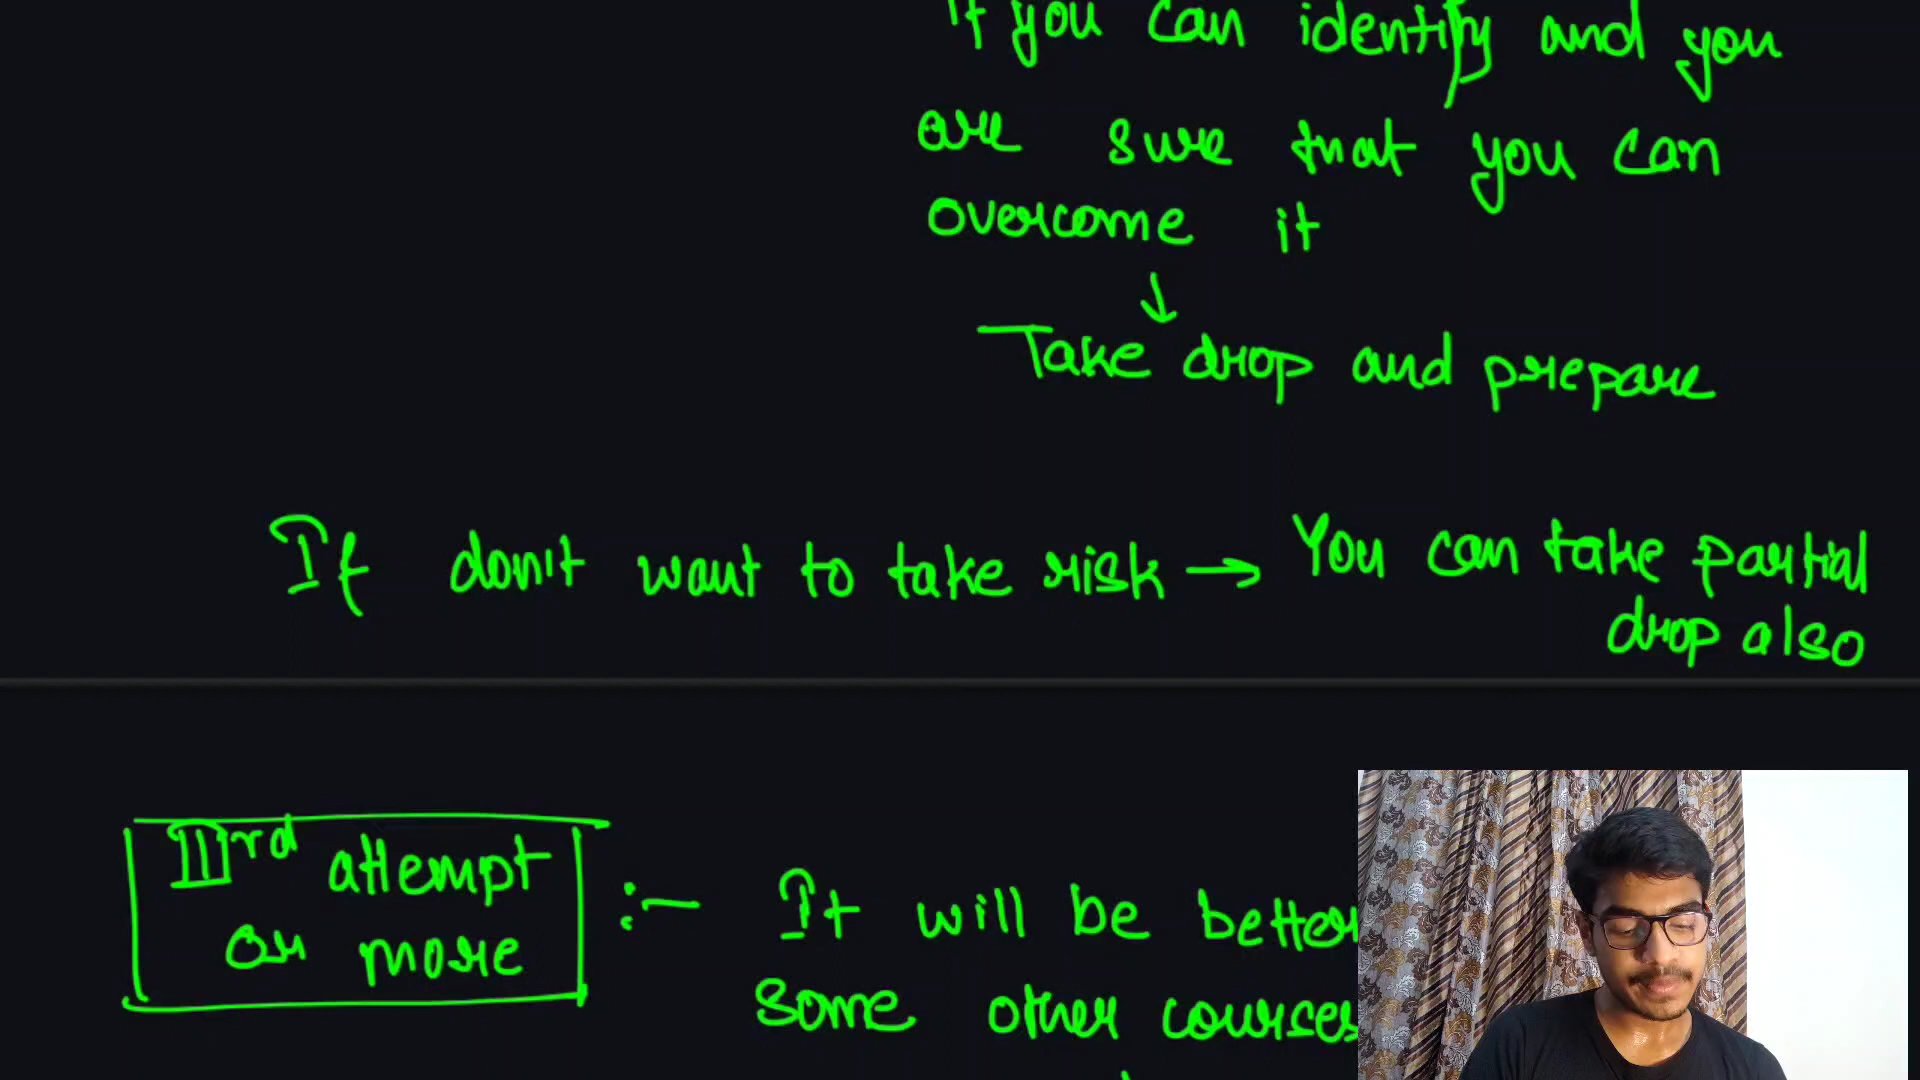 If you can identify and you
are sure that you can
overcome it
↓
Take drop and prepare
If don't want to take risk → You can take partial
drop also
IIIrd attempt
or more :- It will be better
some other courses